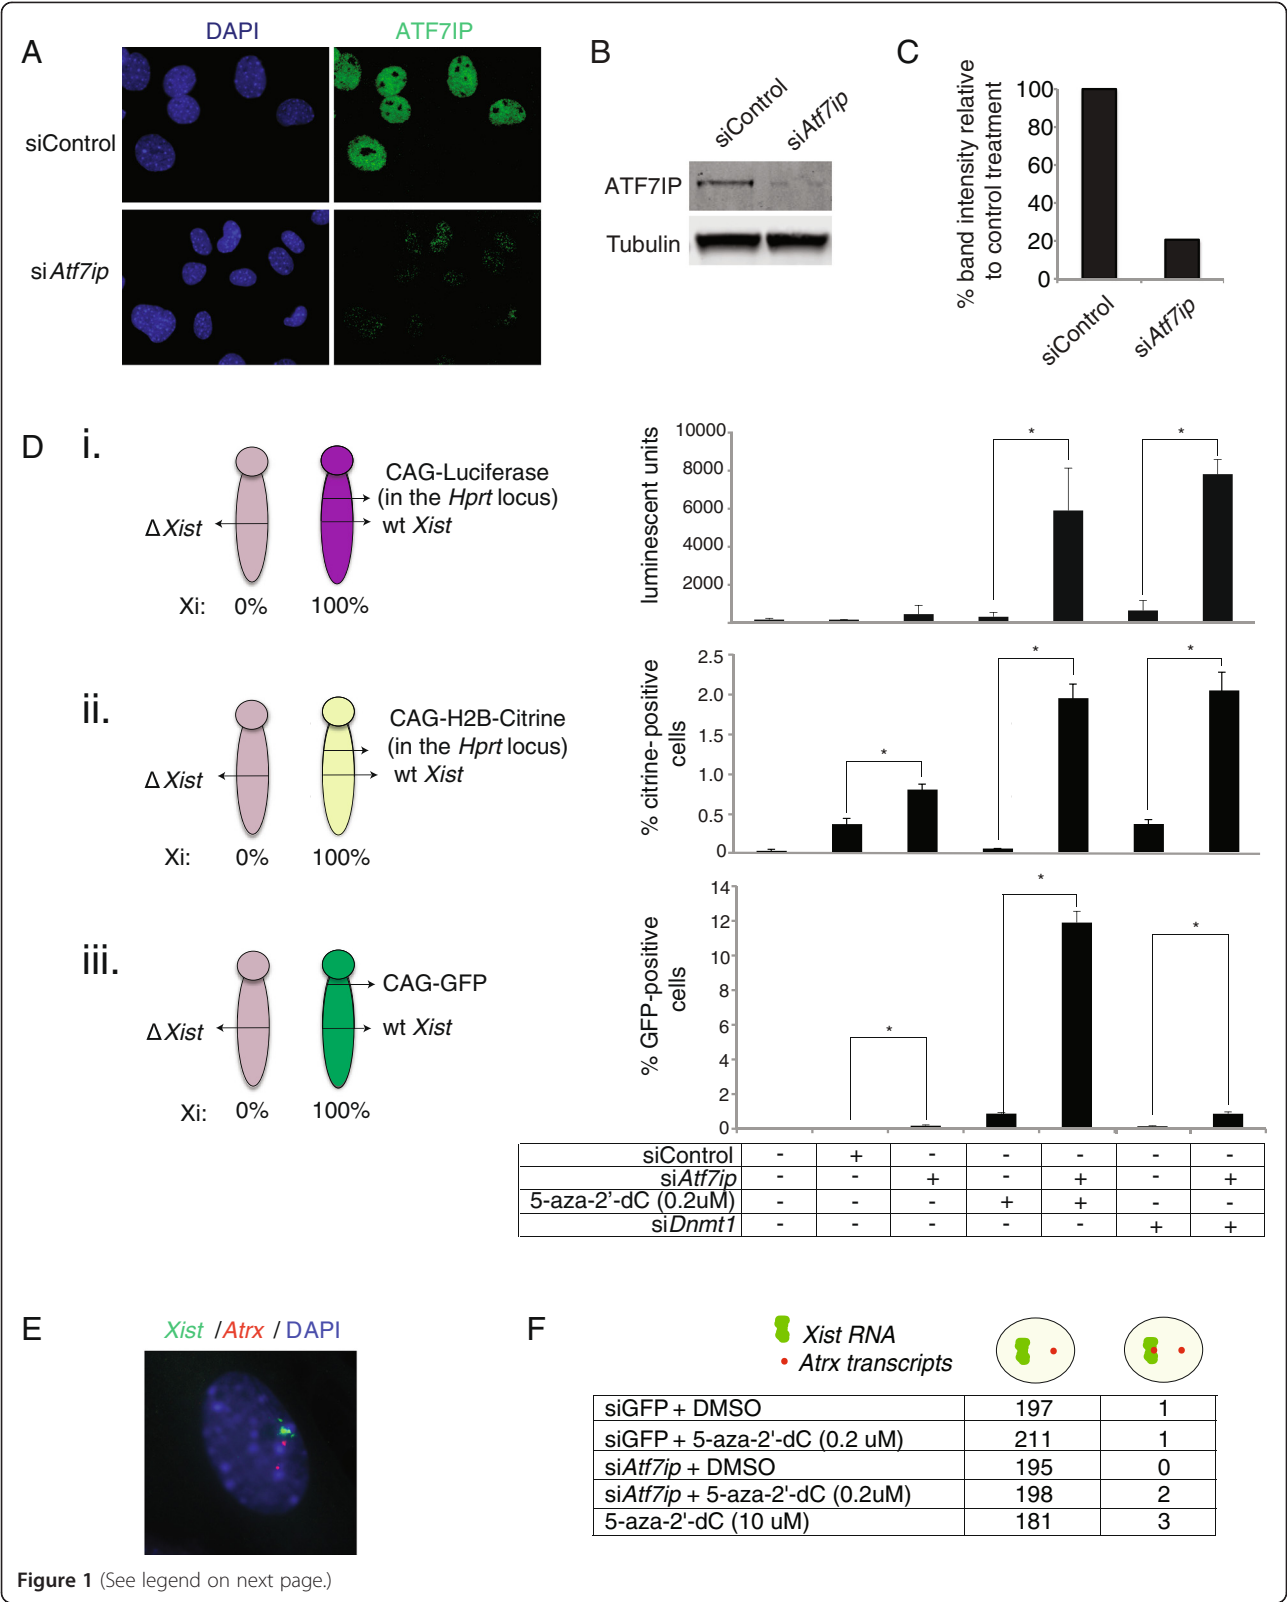 A
DAPI
ATF7IP
siControl
siAtf7ip
B
siControl
siAtf7ip
ATF7IP
Tubulin
C
% band intensity relative
to control treatment
100
80
60
40
20
0
siControl
siAtf7ip
D
i.
ΔXist
CAG-Luciferase
(in the Hprt locus)
wt Xist
Xi: 0% 100%
luminescent units
10000
8000
6000
4000
2000
*
*
ii.
ΔXist
CAG-H2B-Citrine
(in the Hprt locus)
wt Xist
Xi: 0% 100%
% citrine-positive
cells
2.5
2.0
1.5
1.0
0.5
0
*
*
*
iii.
ΔXist
CAG-GFP
wt Xist
Xi: 0% 100%
% GFP-positive
cells
14
12
10
8
6
4
2
0
*
*
*
siControl - + - - - - -
siAtf7ip - - + - + - +
5-aza-2'-dC (0.2uM) - - - + + - -
siDnmt1 - - - - - + +
E
Xist /Atrx / DAPI
F
Xist RNA
Atrx transcripts
siGFP + DMSO 197 1
siGFP + 5-aza-2'-dC (0.2 uM) 211 1
siAtf7ip + DMSO 195 0
siAtf7ip + 5-aza-2'-dC (0.2uM) 198 2
5-aza-2'-dC (10 uM) 181 3
Figure 1 (See legend on next page.)